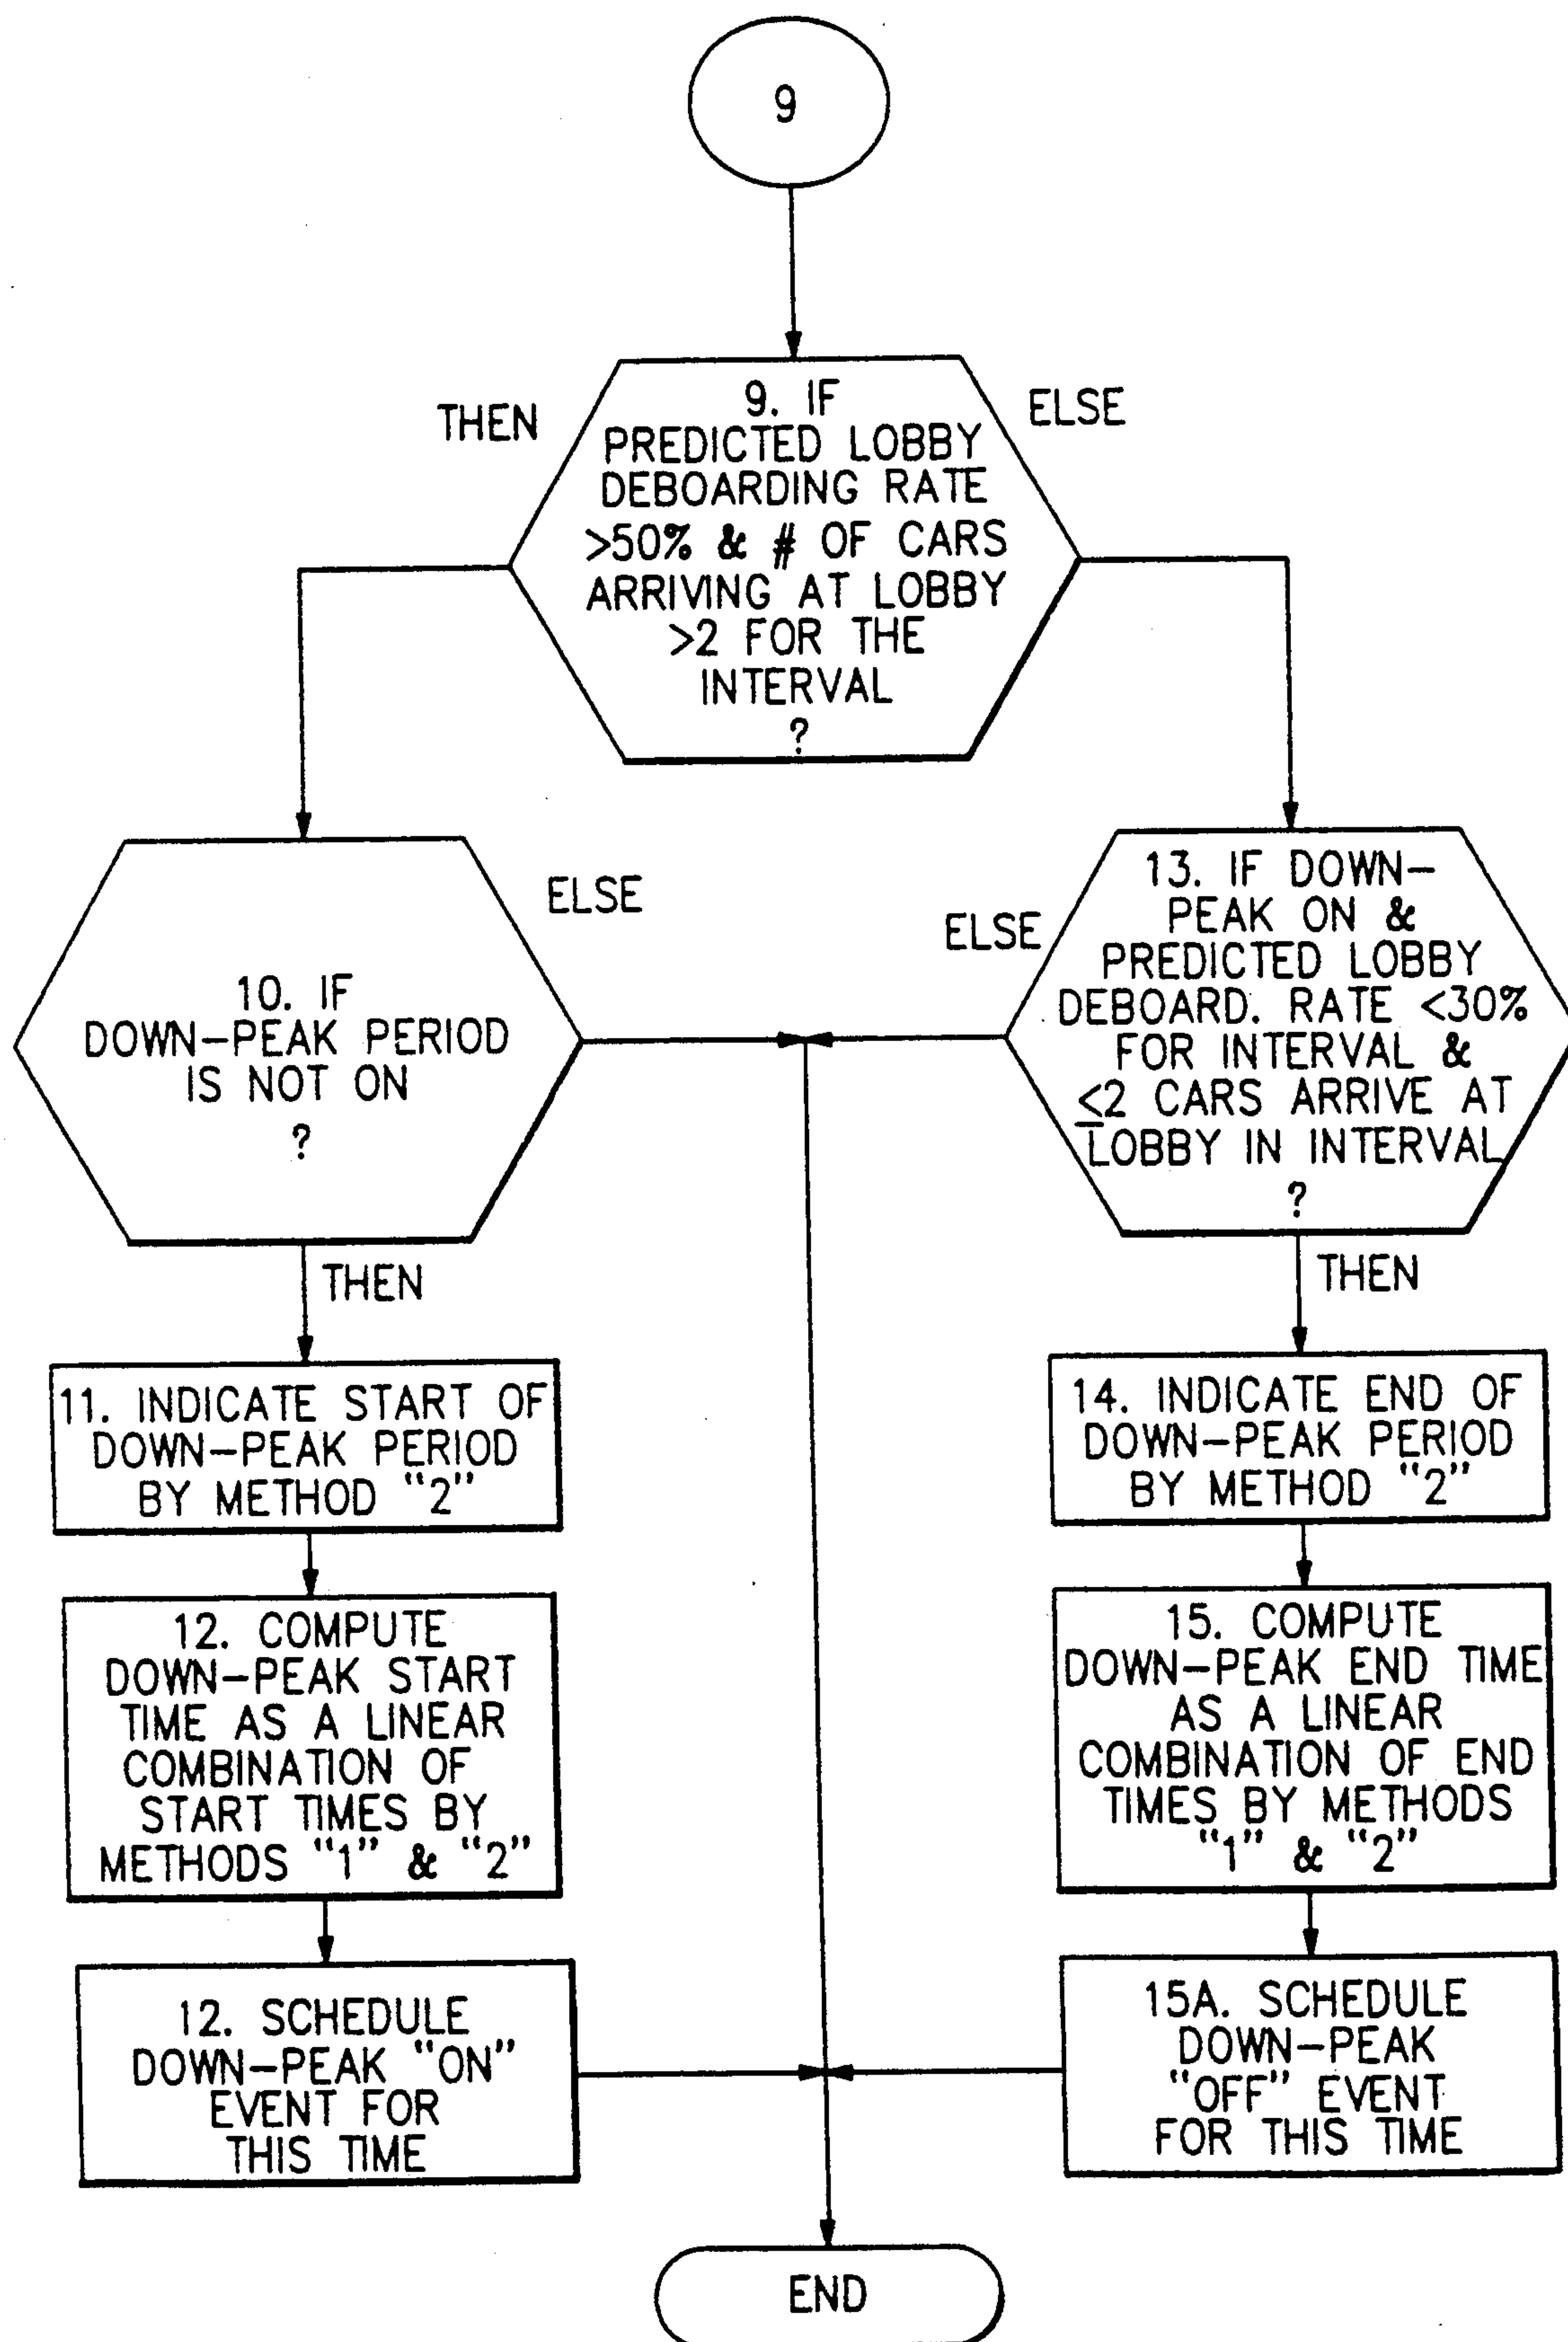 9
THEN
9. IF
PREDICTED LOBBY
DEBOARDING RATE
>50% & # OF CARS
ARRIVING AT LOBBY
>2 FOR THE
INTERVAL
?
ELSE
10. IF
DOWN-PEAK PERIOD
IS NOT ON
?
ELSE
THEN
11. INDICATE START OF
DOWN-PEAK PERIOD
BY METHOD "2"
12. COMPUTE
DOWN-PEAK START
TIME AS A LINEAR
COMBINATION OF
START TIMES BY
METHODS "1" & "2"
12. SCHEDULE
DOWN-PEAK "ON"
EVENT FOR
THIS TIME
ELSE
13. IF DOWN-
PEAK ON &
PREDICTED LOBBY
DEBOARD. RATE <30%
FOR INTERVAL &
≤2 CARS ARRIVE AT
LOBBY IN INTERVAL
?
THEN
14. INDICATE END OF
DOWN-PEAK PERIOD
BY METHOD "2"
15. COMPUTE
DOWN-PEAK END TIME
AS A LINEAR
COMBINATION OF END
TIMES BY METHODS
"1" & "2"
15A. SCHEDULE
DOWN-PEAK
"OFF" EVENT
FOR THIS TIME
END